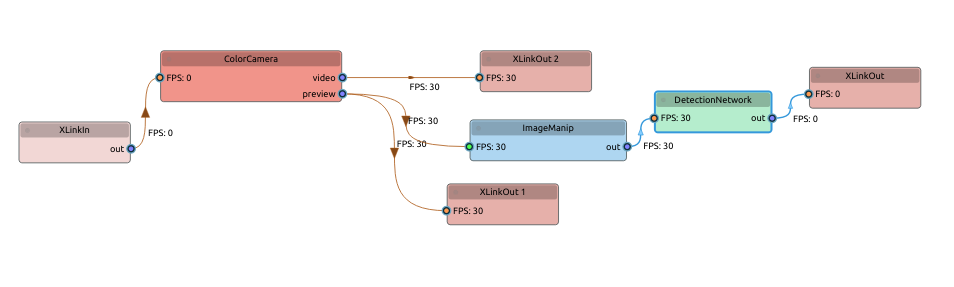 ColorCamera
FPS: 0
video
preview
FPS: 30
XLinkOut 2
FPS: 30
XLinkOut
FPS: 0
DetectionNetwork
FPS: 30
out
FPS: 0
XLinkIn
out
FPS: 0
FPS: 30
FPS: 30
ImageManip
FPS: 30
out
FPS: 30
XLinkOut 1
FPS: 30